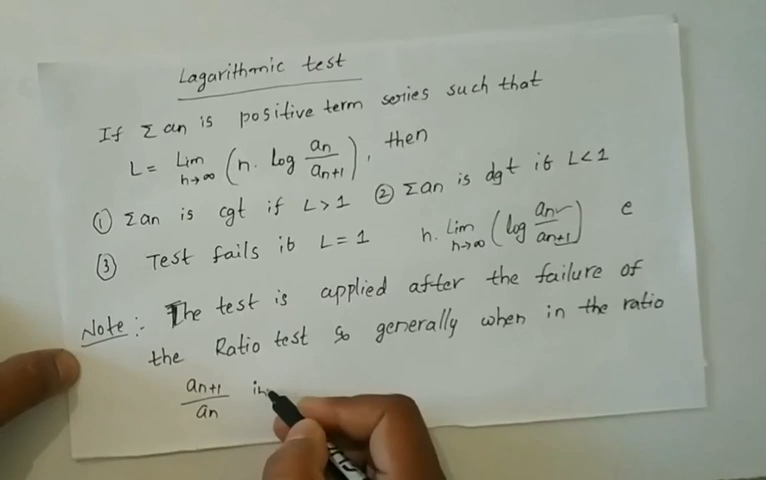 Lagarithmic test
If Σ an is positive term series such that
L = Lim n→∞ (n. log an/an+1), then
① Σan is cgt if L > 1 ② Σan is dgt if L < 1
③ Test fails if L = 1 n. Lim n→∞ (log an/an+1) e
Note :- The test is applied after the failure of
the Ratio test so generally when in the ratio
an+1/an in